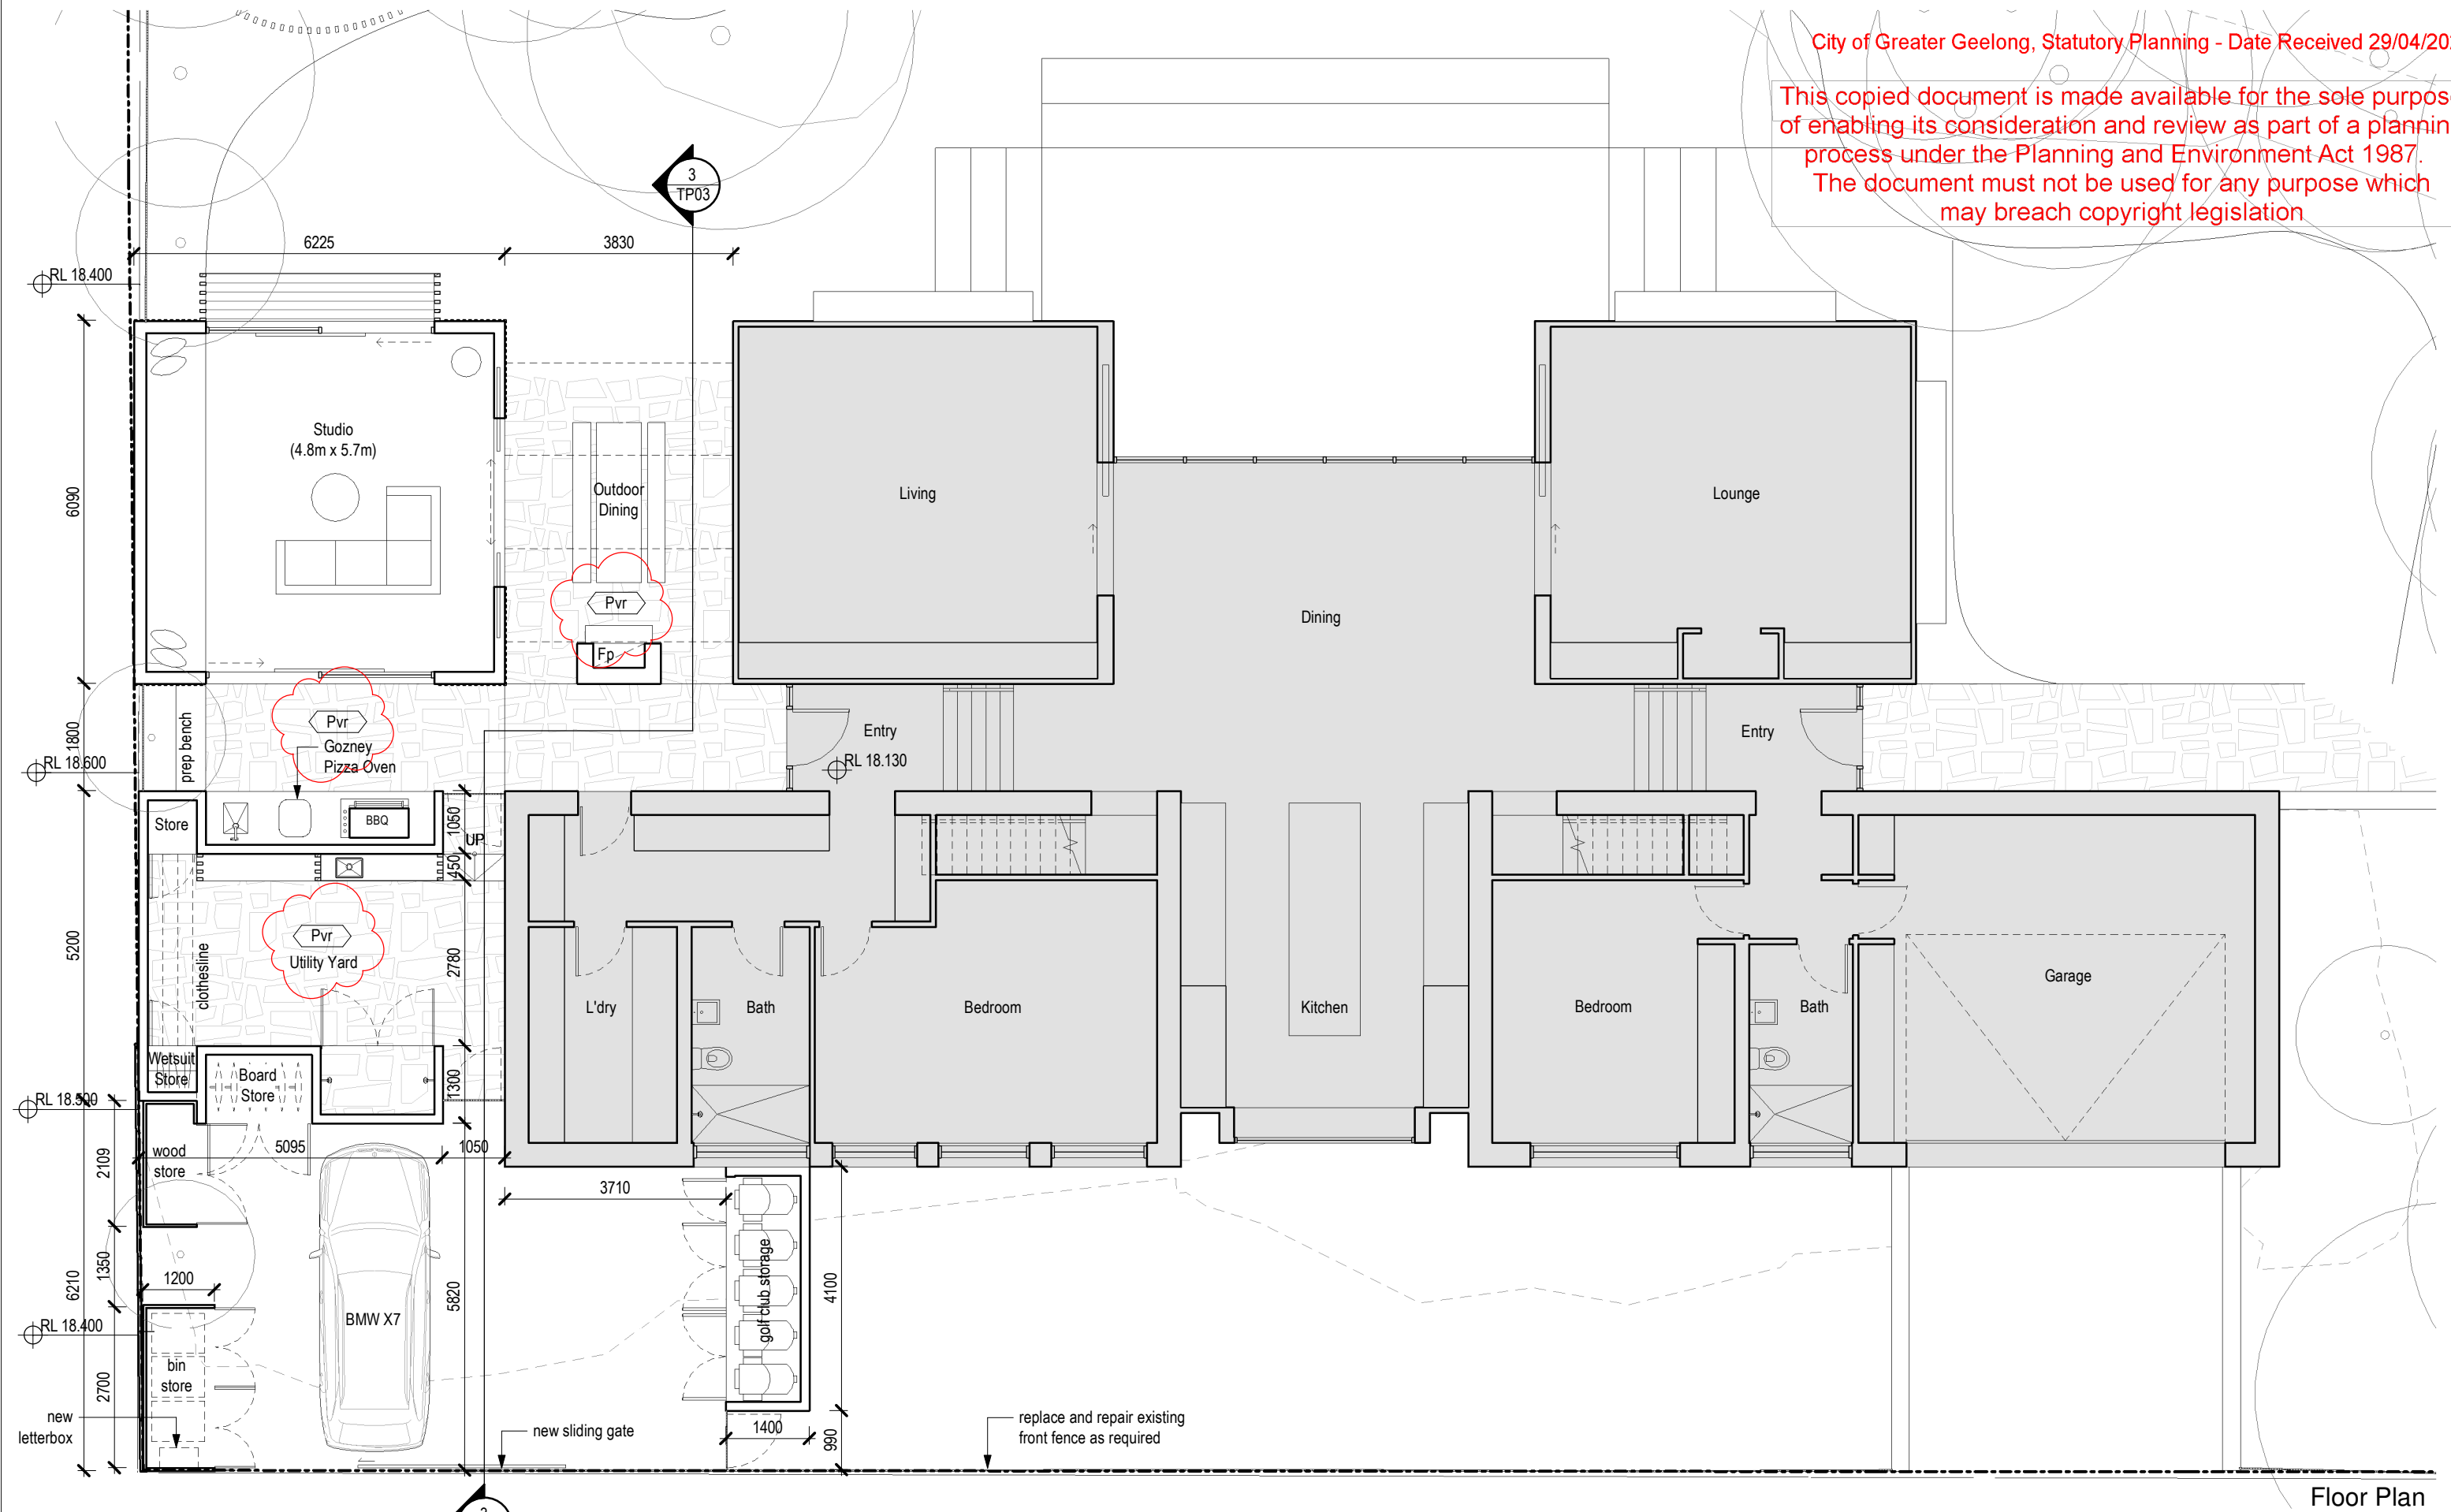 City of Greater Geelong, Statutory Planning - Date Received 29/04/20
This copied document is made available for the sole purpos
of enabling its consideration and review as part of a plannin
process under the Planning and Environment Act 1987.
The document must not be used for any purpose which
may breach copyright legislation
3
TP03
6225
3830
RL 18.400
Studio
(4.8m x 5.7m)
6090
Outdoor
Dining
Living
Lounge
Pvr
Dining
Fp
1800
prep bench
Pvr
Gozney
Pizza Oven
Entry
Entry
RL 18.600
RL 18.130
Store
BBQ
1050
UP
450
5200
clothesline
Pvr
Utility Yard
2780
L'dry
Bath
Bedroom
Kitchen
Bedroom
Bath
Garage
Wetsuit
Store
Board
Store
1300
RL 18.500
2109
wood
store
5095
1050
3710
6210
1350
1200
5820
golf club storage
4100
RL 18.400
BMW X7
bin
store
2700
new
letterbox
new sliding gate
1400
990
replace and repair existing
front fence as required
Floor Plan